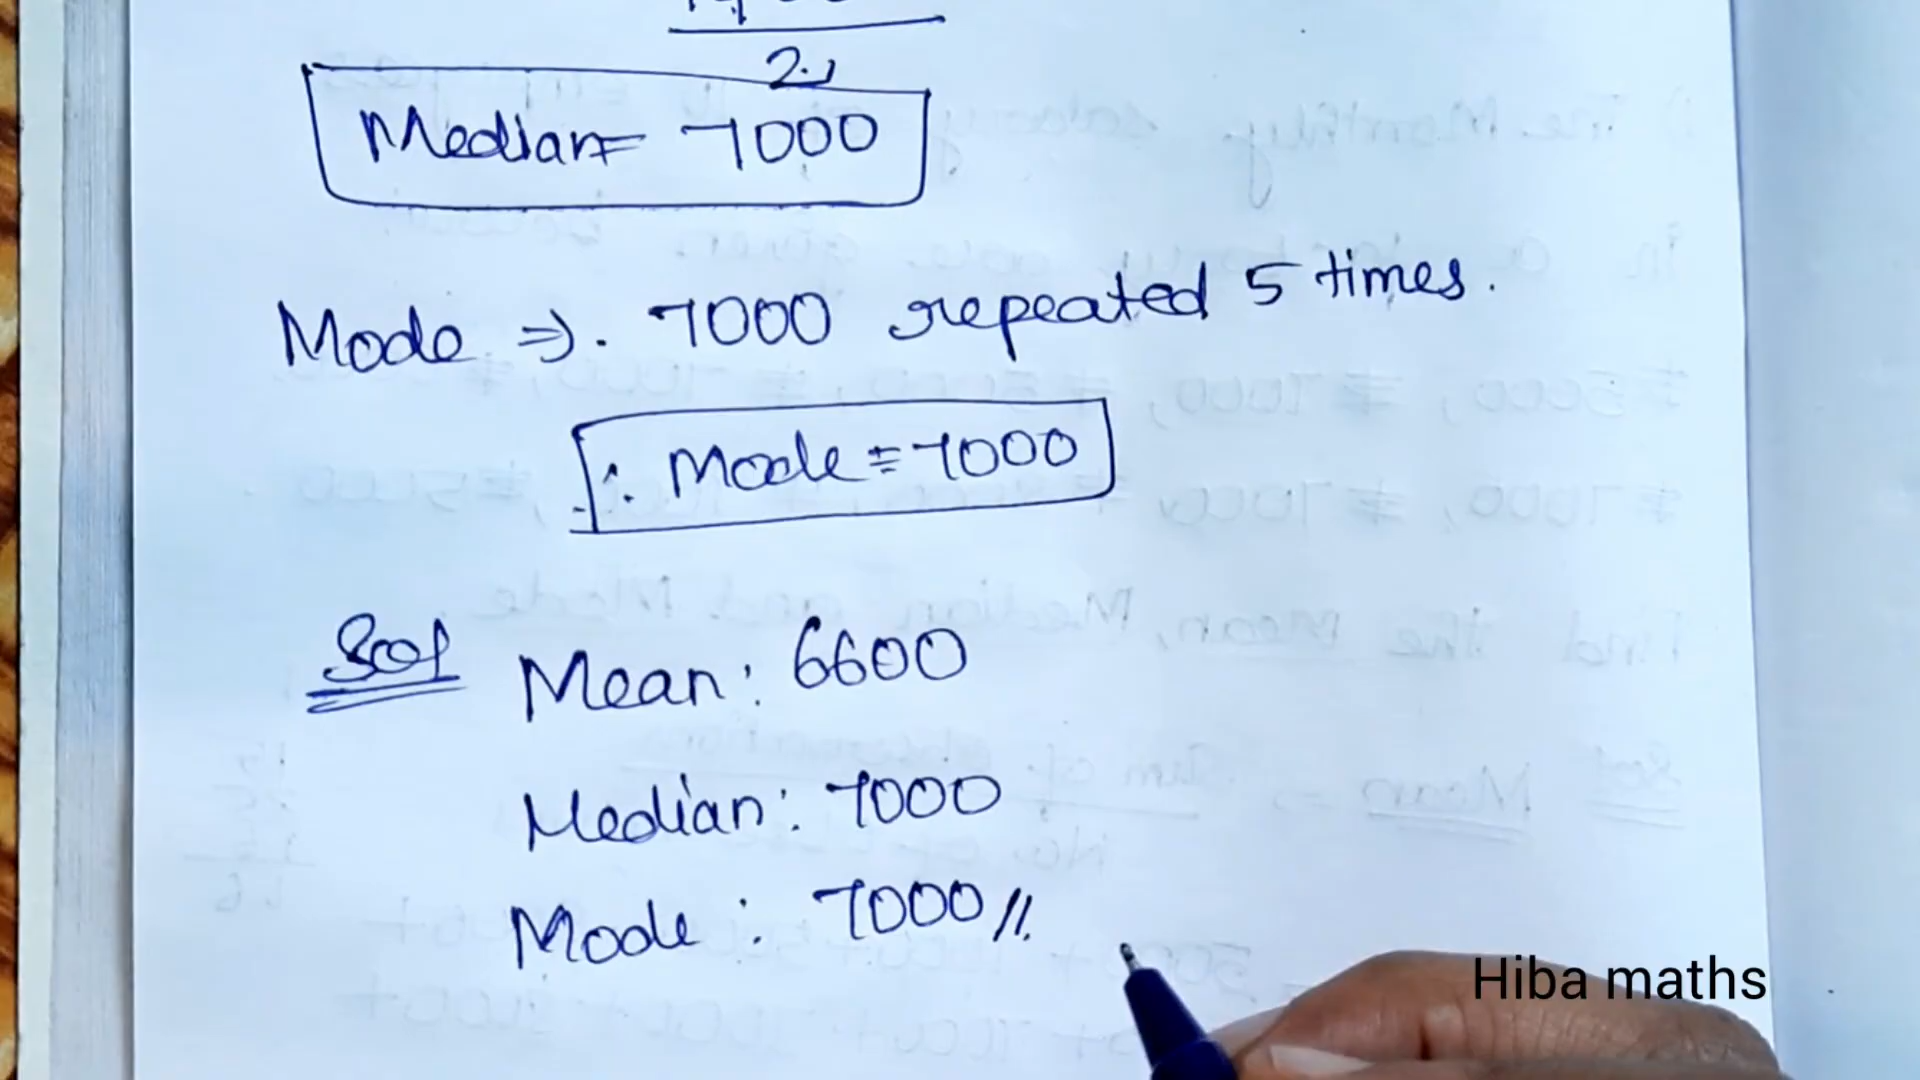 2.
Median = 7000
Mode ⇒. 7000 repeated 5 times.
∴ Mode = 7000
Sol Mean: 6600
Median: 7000
Mode: 7000 //.
Hiba maths